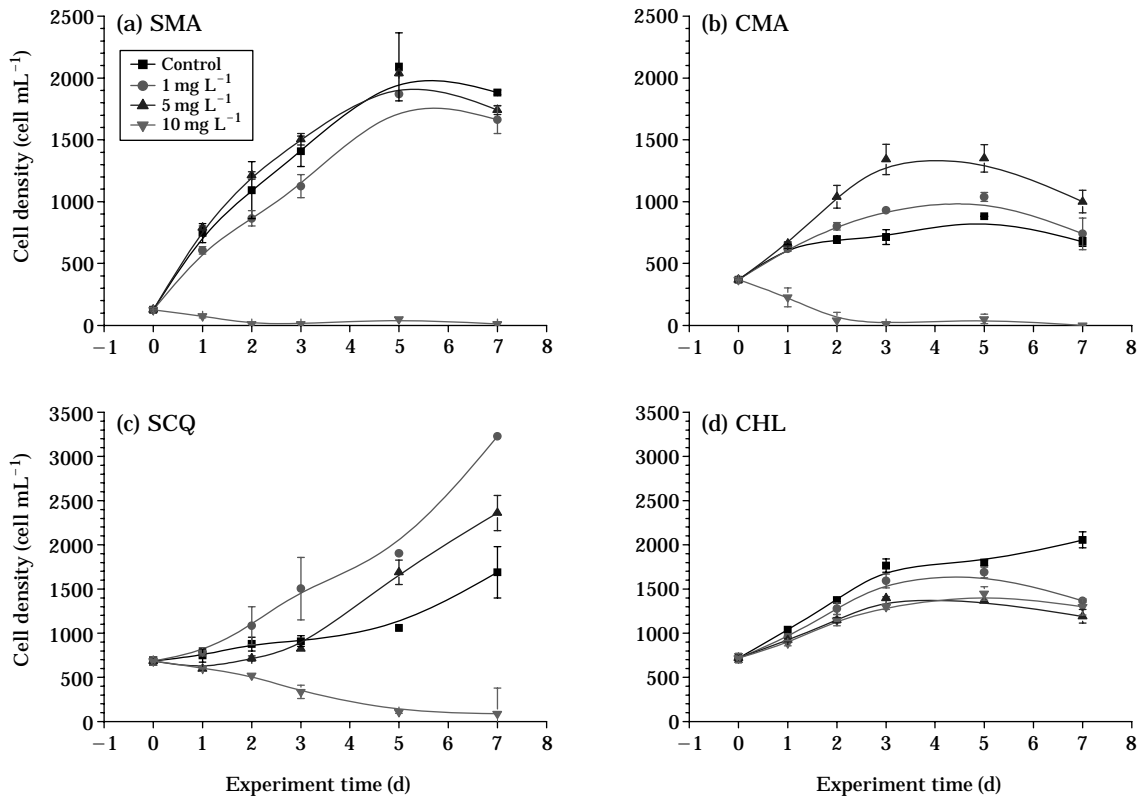 (a) SMA
Control
1 mg L⁻¹
5 mg L⁻¹
10 mg L⁻¹
Cell density (cell mL⁻¹)
2500
2000
1500
1000
500
0
−1 0 1 2 3 4 5 6 7 8
(b) CMA
2500
2000
1500
1000
500
0
−1 0 1 2 3 4 5 6 7 8
(c) SCQ
Cell density (cell mL⁻¹)
3500
3000
2500
2000
1500
1000
500
0
−1 0 1 2 3 4 5 6 7 8
Experiment time (d)
(d) CHL
3500
3000
2500
2000
1500
1000
500
0
−1 0 1 2 3 4 5 6 7 8
Experiment time (d)